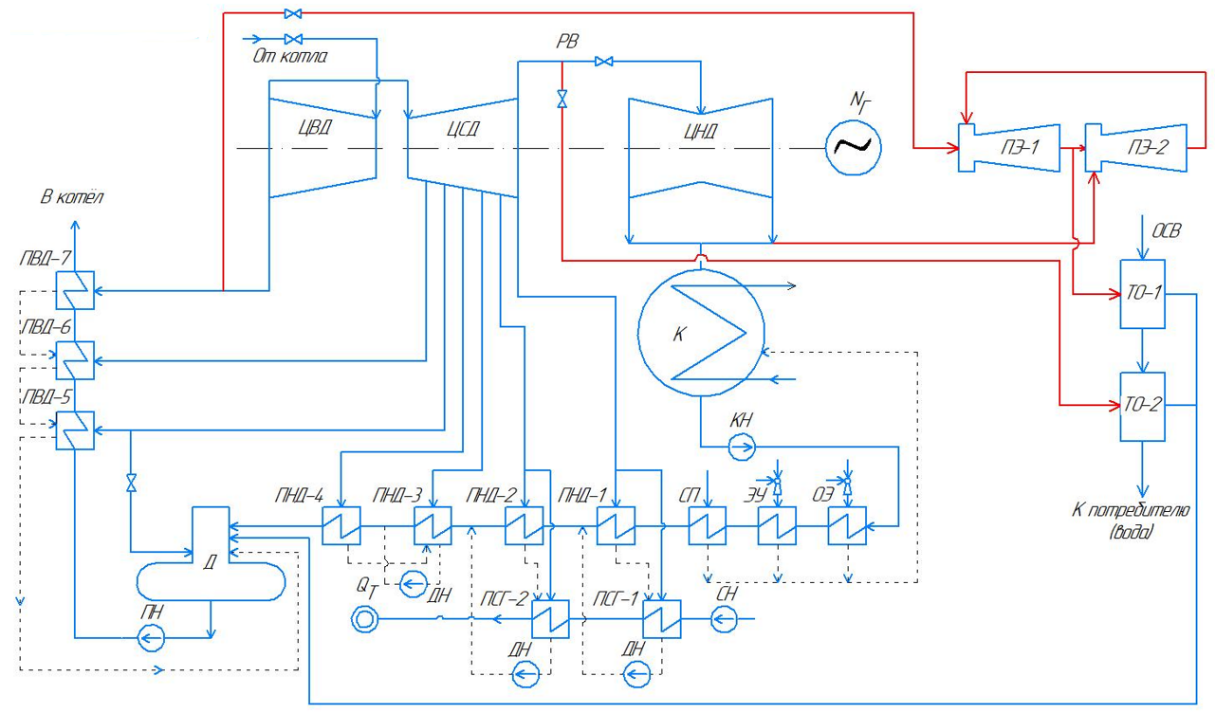 РВ
От котла
ЦВД
ЦСД
ЦНД
Nг
ПЭ-1
ПЭ-2
В котёл
ОСВ
ПВД-7
ТО-1
ПВД-6
К
ПВД-5
ТО-2
КН
ПНД-4
ПНД-3
ПНД-2
ПНД-1
СП
ЭУ
ОЭ
К потребителю
(вода)
Д
QТ
ДН
ПСГ-2
ПСГ-1
СН
ПН
ДН
ДН